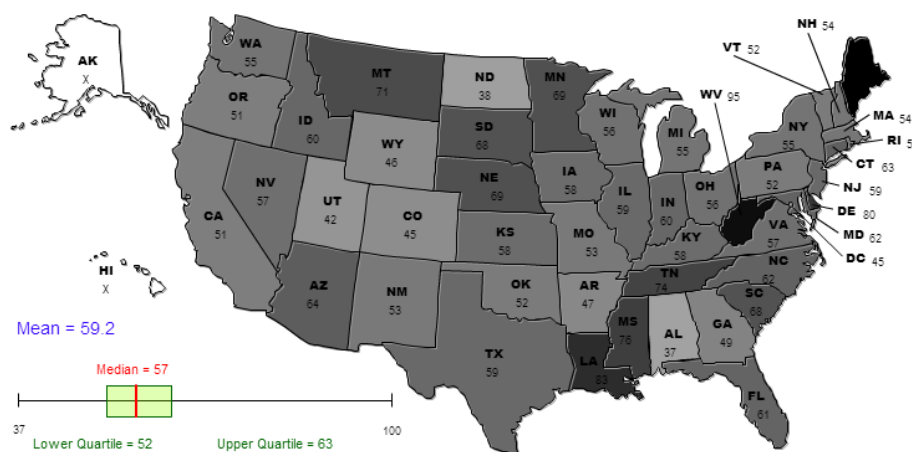 NH 54
VT 52
WA
55
AK
X
MT
71
ND
38
MN
69
WV 95
MA 54
OR
51
ID
60
SD
68
WI
56
MI
55
NY
55
RI 5
CT 63
WY
46
NE
69
IA
58
PA
52
NJ 59
NV
57
UT
42
CO
45
IL
59
IN
60
OH
56
DE 80
MD 62
DC 45
CA
51
KS
58
MO
53
KY
58
VA
57
HI
X
AZ
64
NM
53
OK
52
AR
47
TN
74
NC
62
SC
68
MS
76
AL
37
GA
49
Mean = 59.2
TX
59
LA
83
FL
61
Median = 57
37
100
Lower Quartile = 52
Upper Quartile = 63